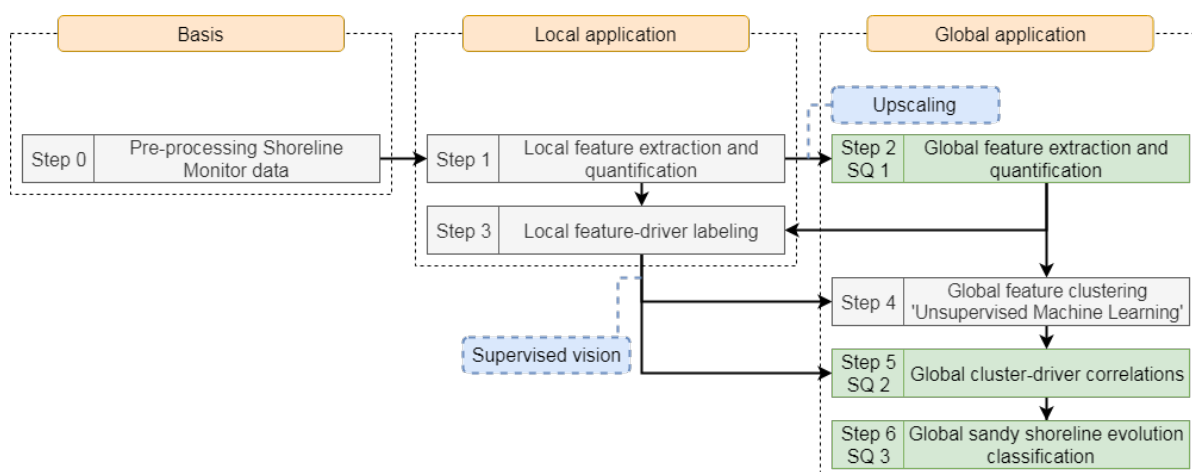 Basis
Local application
Global application
Upscaling
Step 0
Pre-processing Shoreline
Monitor data
Step 1
Local feature extraction and
quantification
Step 2
SQ 1
Global feature extraction and
quantification
Step 3
Local feature-driver labeling
Step 4
Global feature clustering
'Unsupervised Machine Learning'
Supervised vision
Step 5
SQ 2
Global cluster-driver correlations
Step 6
SQ 3
Global sandy shoreline evolution
classification